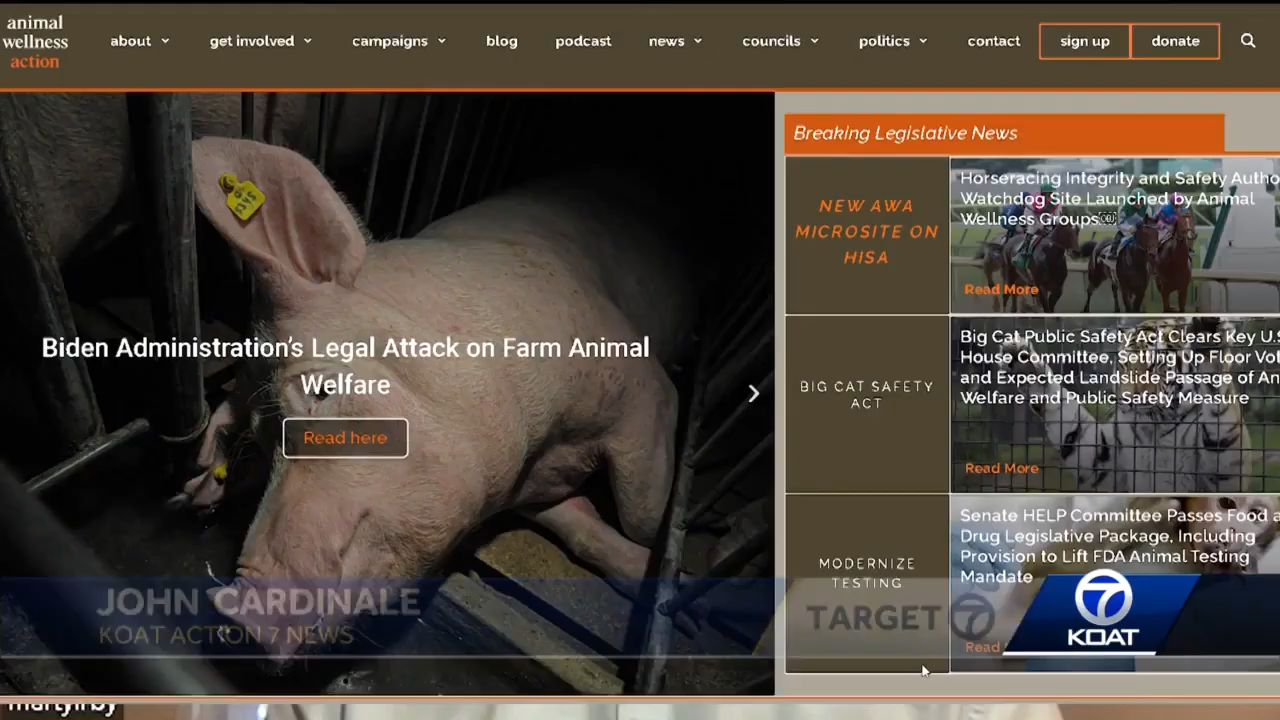 animal
wellness
action
about
get involved
campaigns
blog
podcast
news
councils
politics
contact
sign up
donate
Biden Administration's Legal Attack on Farm Animal
Welfare
Read here
Breaking Legislative News
NEW AWA
MICROSITE ON
HISA
Horseracing Integrity and Safety Autho
Watchdog Site Launched by Animal
Wellness Groups
Read More
BIG CAT SAFETY
ACT
Big Cat Public Safety Act Clears Key U.S
House Committee, Setting Up Floor Vot
and Expected Landslide Passage of An
Welfare and Public Safety Measure
Read More
MODERNIZE
TESTING
Senate HELP Committee Passes Food a
Drug Legislative Package, Including
Provision to Lift FDA Animal Testing
Mandate
Read
JOHN CARDINALE
KOAT ACTION 7 NEWS
TARGET 7
7
KOAT
martyirby